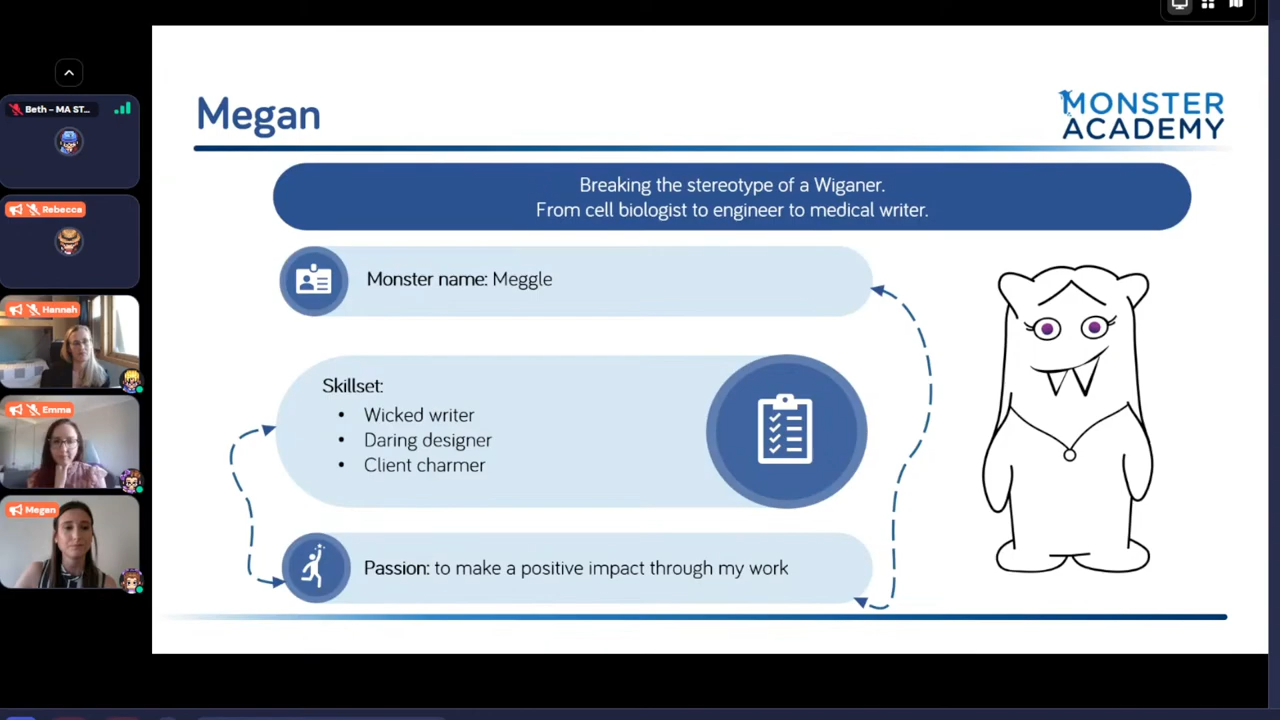 Megan
MONSTER
ACADEMY
Breaking the stereotype of a Wiganer.
From cell biologist to engineer to medical writer.
Monster name: Meggle
Skillset:
• Wicked writer
• Daring designer
• Client charmer
Passion: to make a positive impact through my work
Beth - MA ST...
Rebecca
Hannah
Emma
Megan